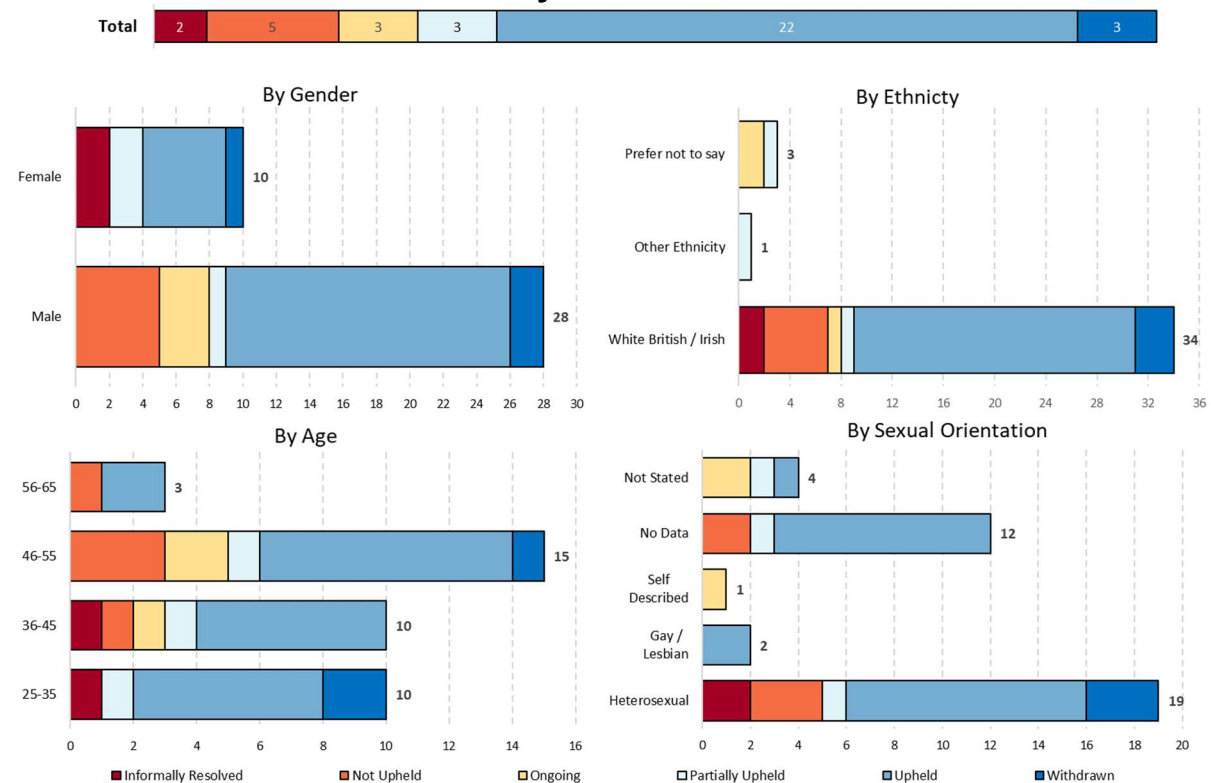 Total 2 5 3 3 22 3
By Gender
Female 10
Male 28
0 2 4 6 8 10 12 14 16 18 20 22 24 26 28 30
By Ethnicty
Prefer not to say 3
Other Ethnicity 1
White British / Irish 34
0 4 8 12 16 20 24 28 32 36
By Age
56-65 3
46-55 15
36-45 10
25-35 10
0 2 4 6 8 10 12 14 16
By Sexual Orientation
Not Stated 4
No Data 12
Self
Described 1
Gay /
Lesbian 2
Heterosexual 19
0 2 4 6 8 10 12 14 16 18 20
Informally Resolved Not Upheld Ongoing Partially Upheld Upheld Withdrawn